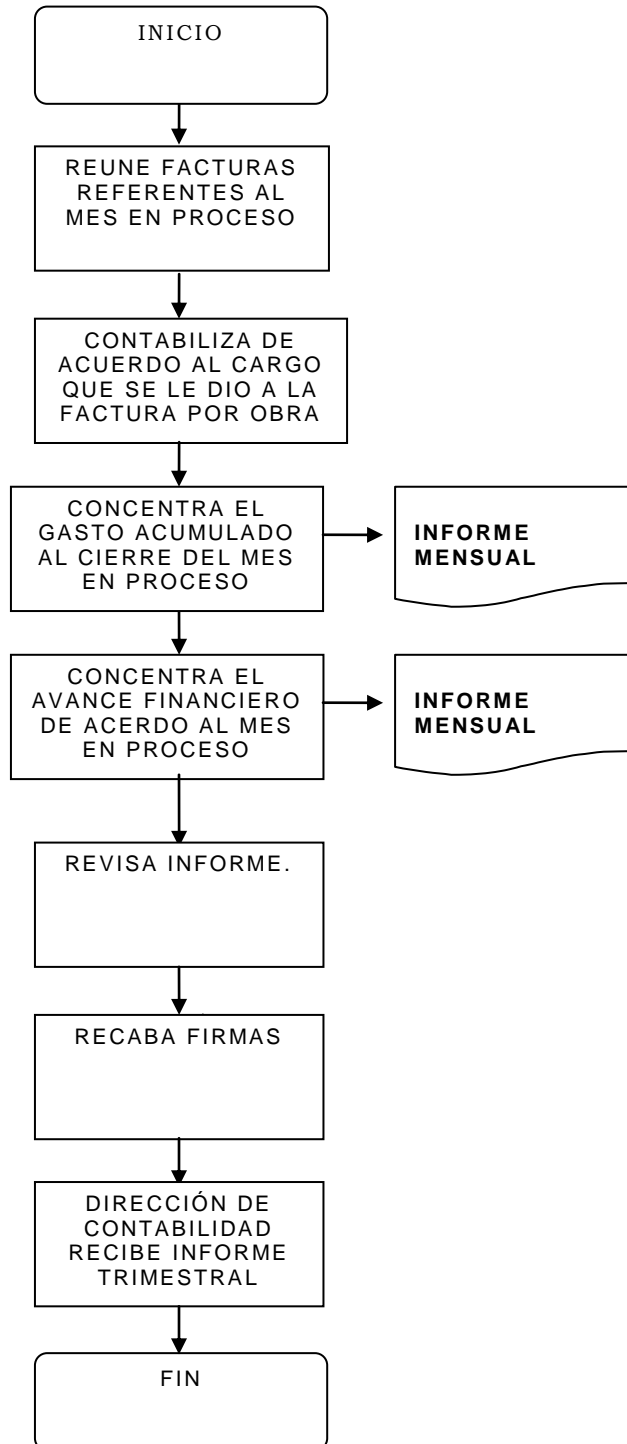 INICIO
REUNE FACTURAS
REFERENTES AL
MES EN PROCESO
CONTABILIZA DE
ACUERDO AL CARGO
QUE SE LE DIO A LA
FACTURA POR OBRA
CONCENTRA EL
GASTO ACUMULADO
AL CIERRE DEL MES
EN PROCESO
INFORME
MENSUAL
CONCENTRA EL
AVANCE FINANCIERO
DE ACERDO AL MES
EN PROCESO
INFORME
MENSUAL
REVISA INFORME.
RECABA FIRMAS
DIRECCIÓN DE
CONTABILIDAD
RECIBE INFORME
TRIMESTRAL
FIN